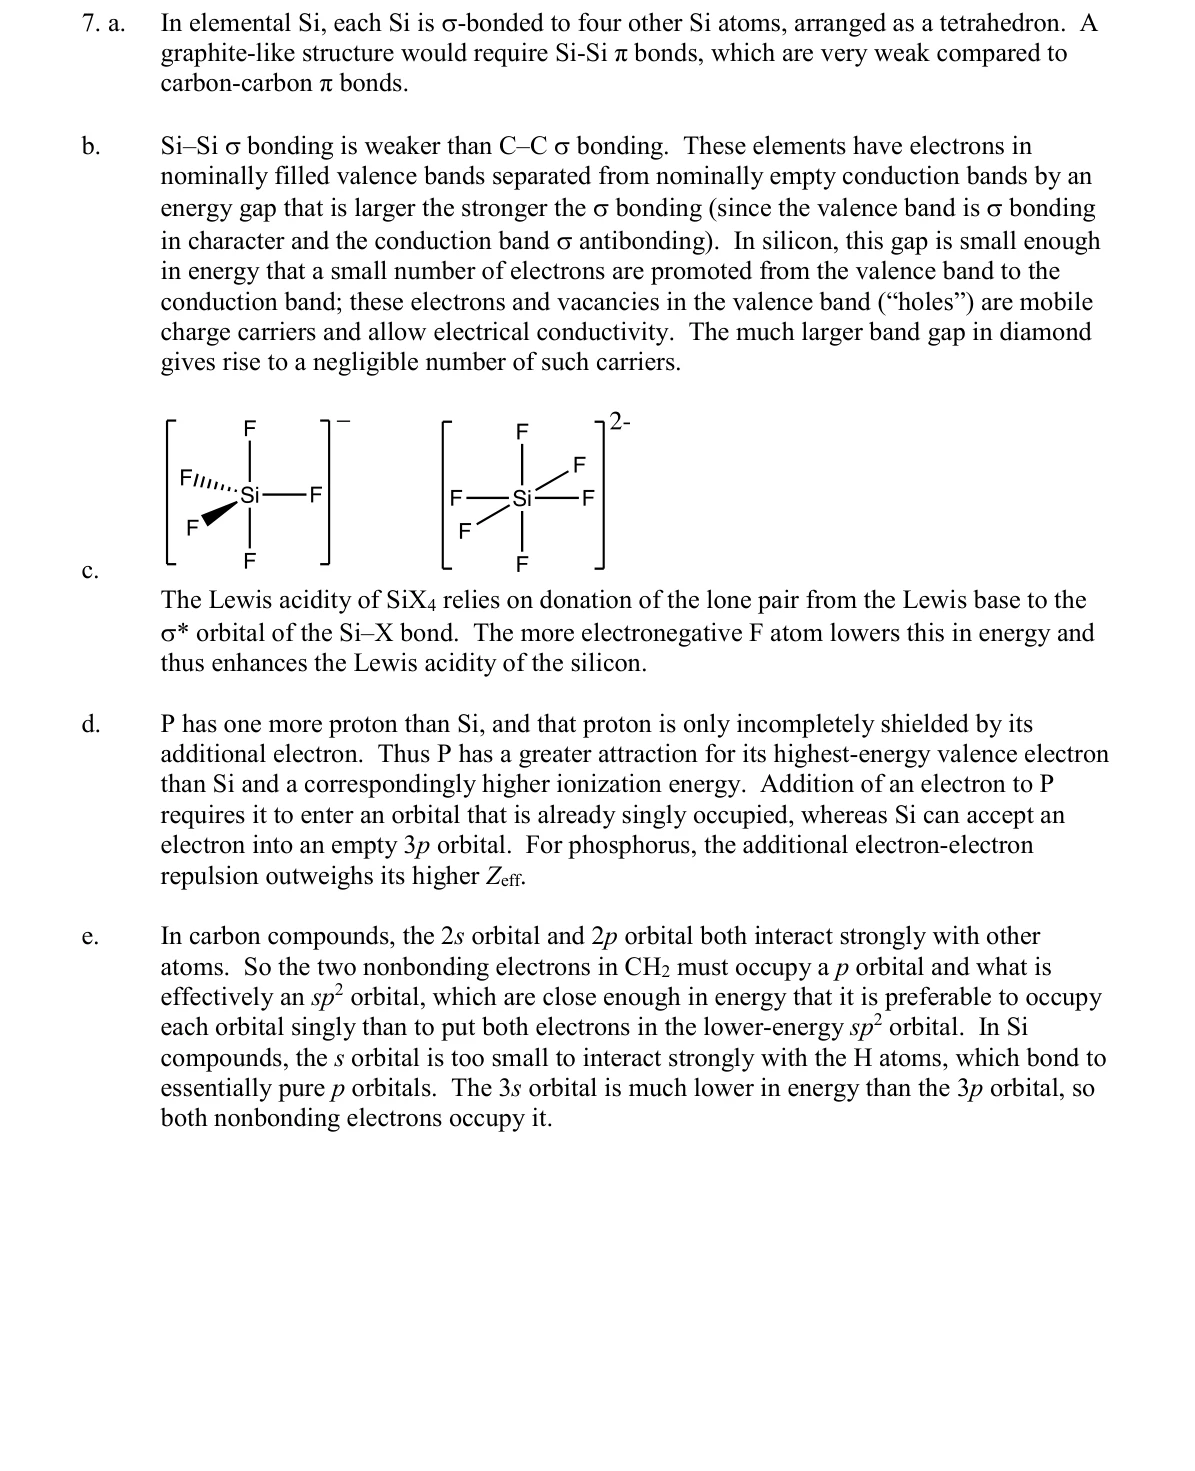 7. a. In elemental Si, each Si is σ-bonded to four other Si atoms, arranged as a tetrahedron. A
graphite-like structure would require Si-Si π bonds, which are very weak compared to
carbon-carbon π bonds.
b. Si–Si σ bonding is weaker than C–C σ bonding. These elements have electrons in
nominally filled valence bands separated from nominally empty conduction bands by an
energy gap that is larger the stronger the σ bonding (since the valence band is σ bonding
in character and the conduction band σ antibonding). In silicon, this gap is small enough
in energy that a small number of electrons are promoted from the valence band to the
conduction band; these electrons and vacancies in the valence band (“holes”) are mobile
charge carriers and allow electrical conductivity. The much larger band gap in diamond
gives rise to a negligible number of such carriers.
F – F 2-
F F
F Si F F Si F
F F
F F
c.
The Lewis acidity of SiX4 relies on donation of the lone pair from the Lewis base to the
σ* orbital of the Si–X bond. The more electronegative F atom lowers this in energy and
thus enhances the Lewis acidity of the silicon.
d. P has one more proton than Si, and that proton is only incompletely shielded by its
additional electron. Thus P has a greater attraction for its highest-energy valence electron
than Si and a correspondingly higher ionization energy. Addition of an electron to P
requires it to enter an orbital that is already singly occupied, whereas Si can accept an
electron into an empty 3p orbital. For phosphorus, the additional electron-electron
repulsion outweighs its higher Zeff.
e. In carbon compounds, the 2s orbital and 2p orbital both interact strongly with other
atoms. So the two nonbonding electrons in CH2 must occupy a p orbital and what is
effectively an sp2 orbital, which are close enough in energy that it is preferable to occupy
each orbital singly than to put both electrons in the lower-energy sp2 orbital. In Si
compounds, the s orbital is too small to interact strongly with the H atoms, which bond to
essentially pure p orbitals. The 3s orbital is much lower in energy than the 3p orbital, so
both nonbonding electrons occupy it.